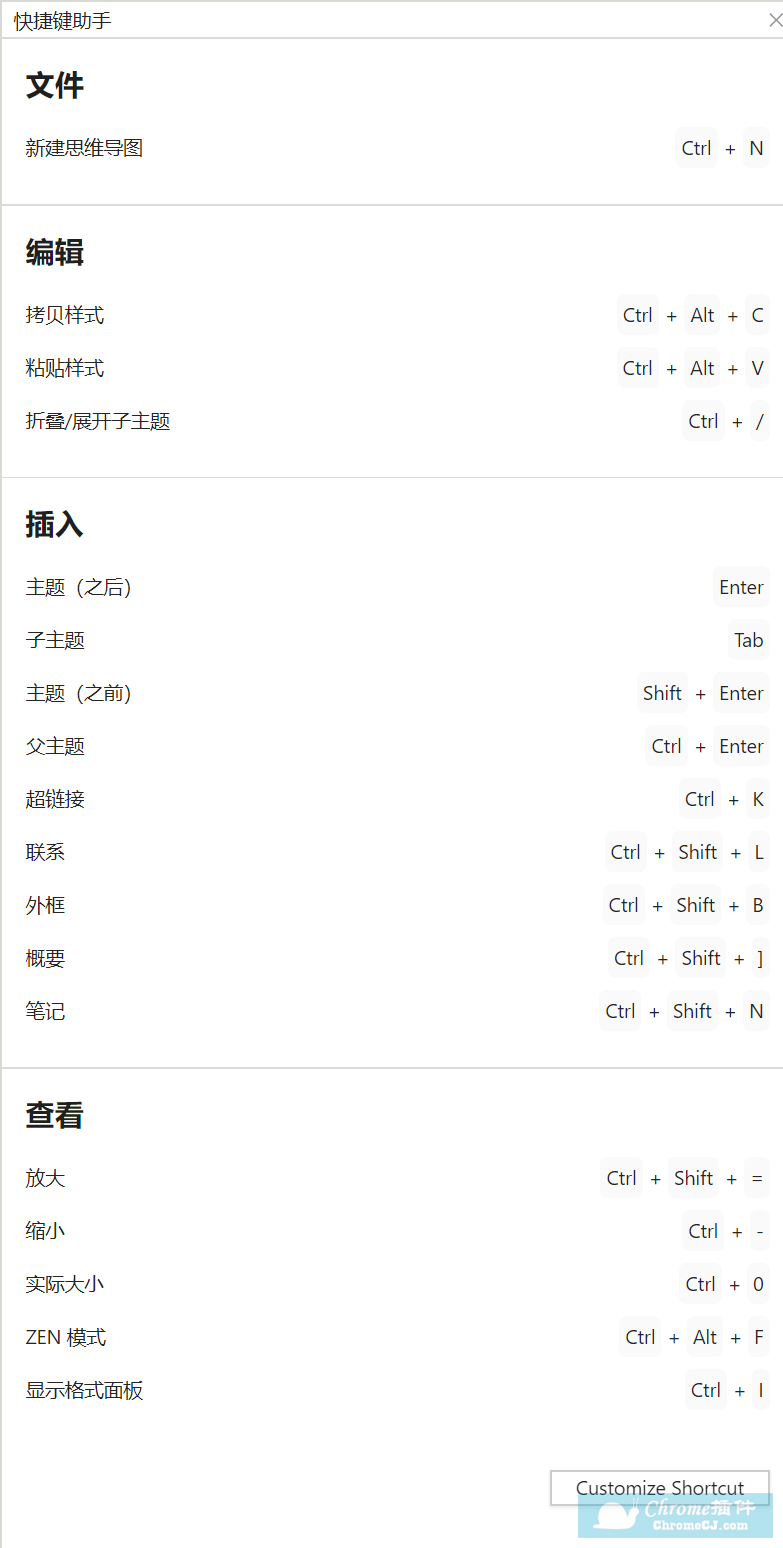 快捷键助手
文件
新建思维导图 Ctrl + N
编辑
拷贝样式 Ctrl + Alt + C
粘贴样式 Ctrl + Alt + V
折叠/展开子主题 Ctrl + /
插入
主题（之后） Enter
子主题 Tab
主题（之前） Shift + Enter
父主题 Ctrl + Enter
超链接 Ctrl + K
联系 Ctrl + Shift + L
外框 Ctrl + Shift + B
概要 Ctrl + Shift + ]
笔记 Ctrl + Shift + N
查看
放大 Ctrl + Shift + =
缩小 Ctrl + -
实际大小 Ctrl + 0
ZEN 模式 Ctrl + Alt + F
显示格式面板 Ctrl + I
Customize Shortcut
Chrome插件
ChromeCJ.com